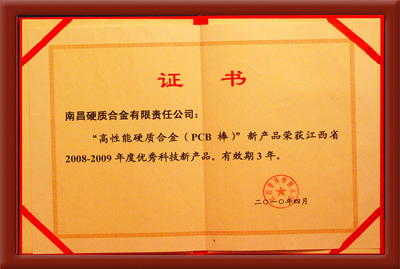 证书
南昌硬质合金有限责任公司:
“高性能硬质合金(PCB 棒)”新产品荣获江西省
2008-2009 年度优秀科技新产品。有效期 3 年。
二〇一〇年四月